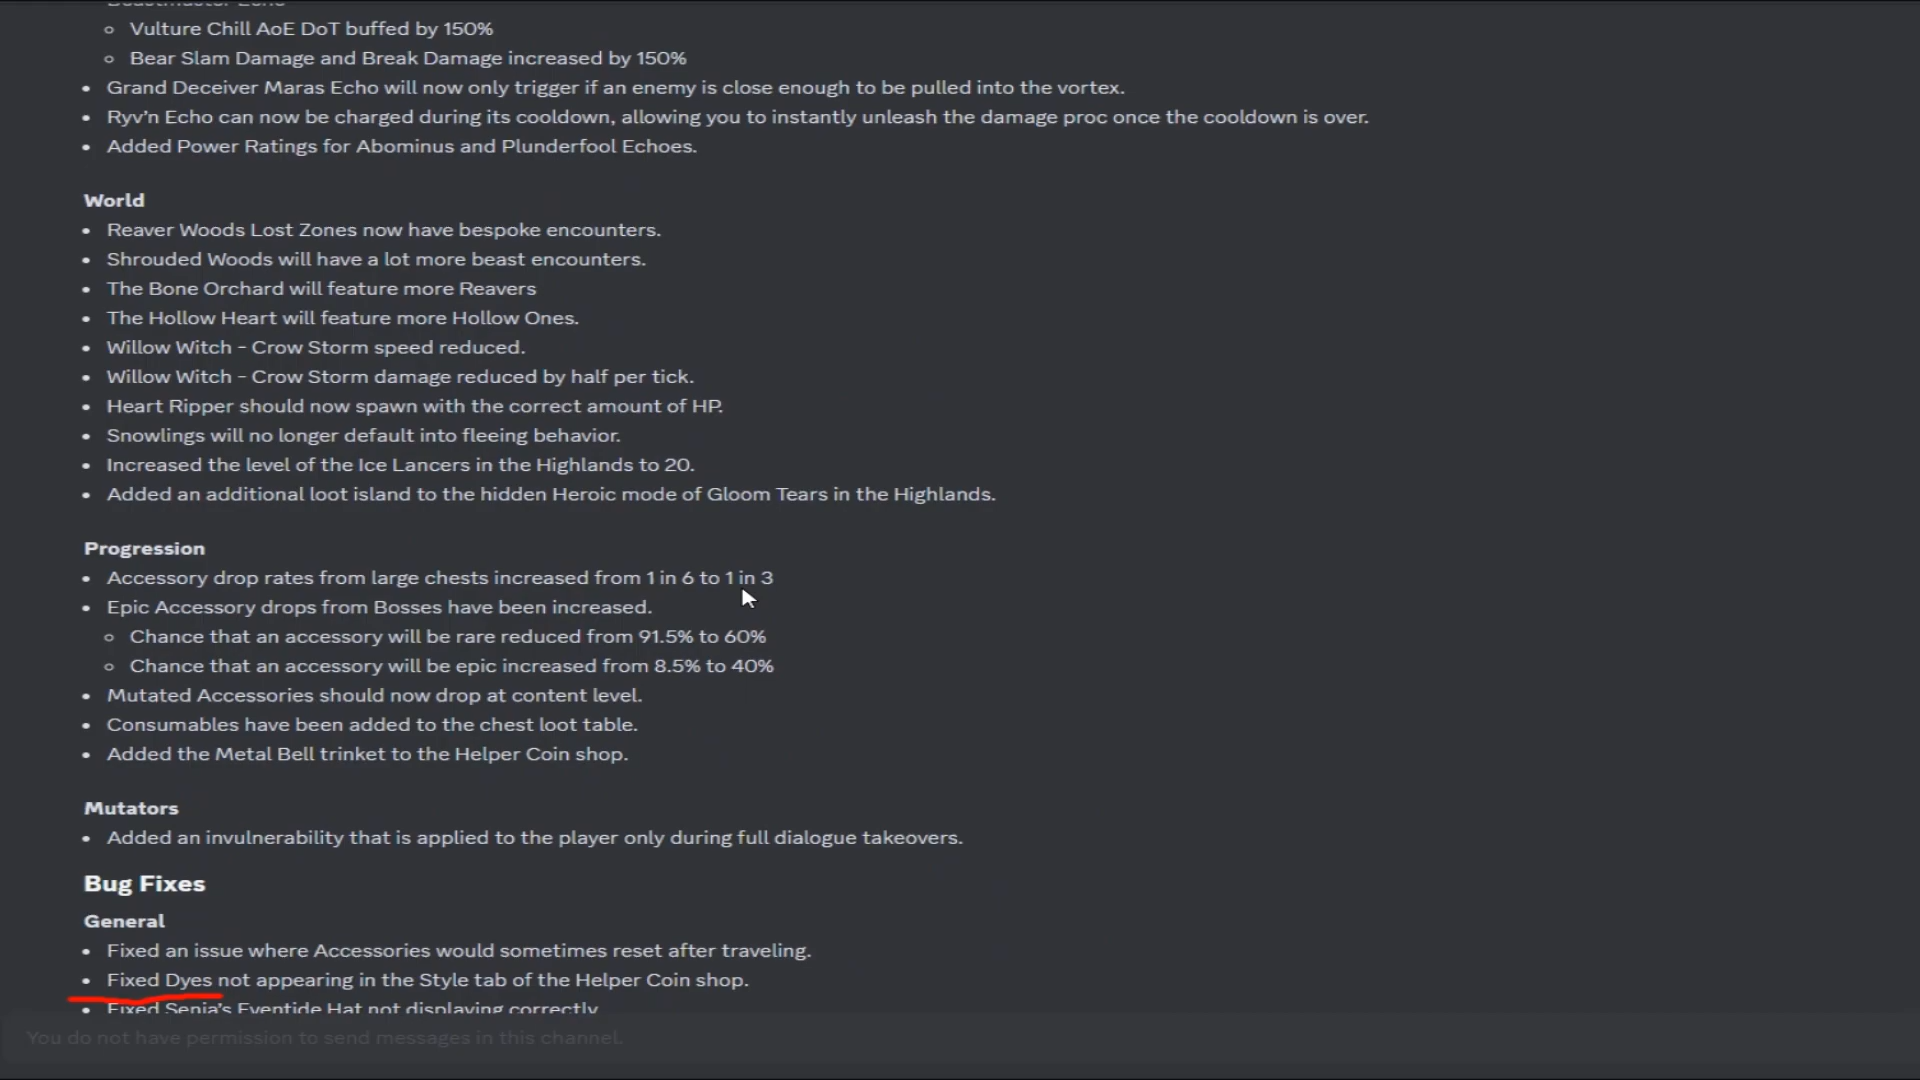 Vulture Chill AoE DoT buffed by 150%
Bear Slam Damage and Break Damage increased by 150%
Grand Deceiver Maras Echo will now only trigger if an enemy is close enough to be pulled into the vortex.
Ryv'n Echo can now be charged during its cooldown, allowing you to instantly unleash the damage proc once the cooldown is over.
Added Power Ratings for Abominus and Plunderfool Echoes.
World
Reaver Woods Lost Zones now have bespoke encounters.
Shrouded Woods will have a lot more beast encounters.
The Bone Orchard will feature more Reavers
The Hollow Heart will feature more Hollow Ones.
Willow Witch - Crow Storm speed reduced.
Willow Witch - Crow Storm damage reduced by half per tick.
Heart Ripper should now spawn with the correct amount of HP.
Snowlings will no longer default into fleeing behavior.
Increased the level of the Ice Lancers in the Highlands to 20.
Added an additional loot island to the hidden Heroic mode of Gloom Tears in the Highlands.
Progression
Accessory drop rates from large chests increased from 1 in 6 to 1 in 3
Epic Accessory drops from Bosses have been increased.
Chance that an accessory will be rare reduced from 91.5% to 60%
Chance that an accessory will be epic increased from 8.5% to 40%
Mutated Accessories should now drop at content level.
Consumables have been added to the chest loot table.
Added the Metal Bell trinket to the Helper Coin shop.
Mutators
Added an invulnerability that is applied to the player only during full dialogue takeovers.
Bug Fixes
General
Fixed an issue where Accessories would sometimes reset after traveling.
Fixed Dyes not appearing in the Style tab of the Helper Coin shop.
Fixed Senja's Eventide Hat not displaying correctly
You do not have permission to send messages in this channel.